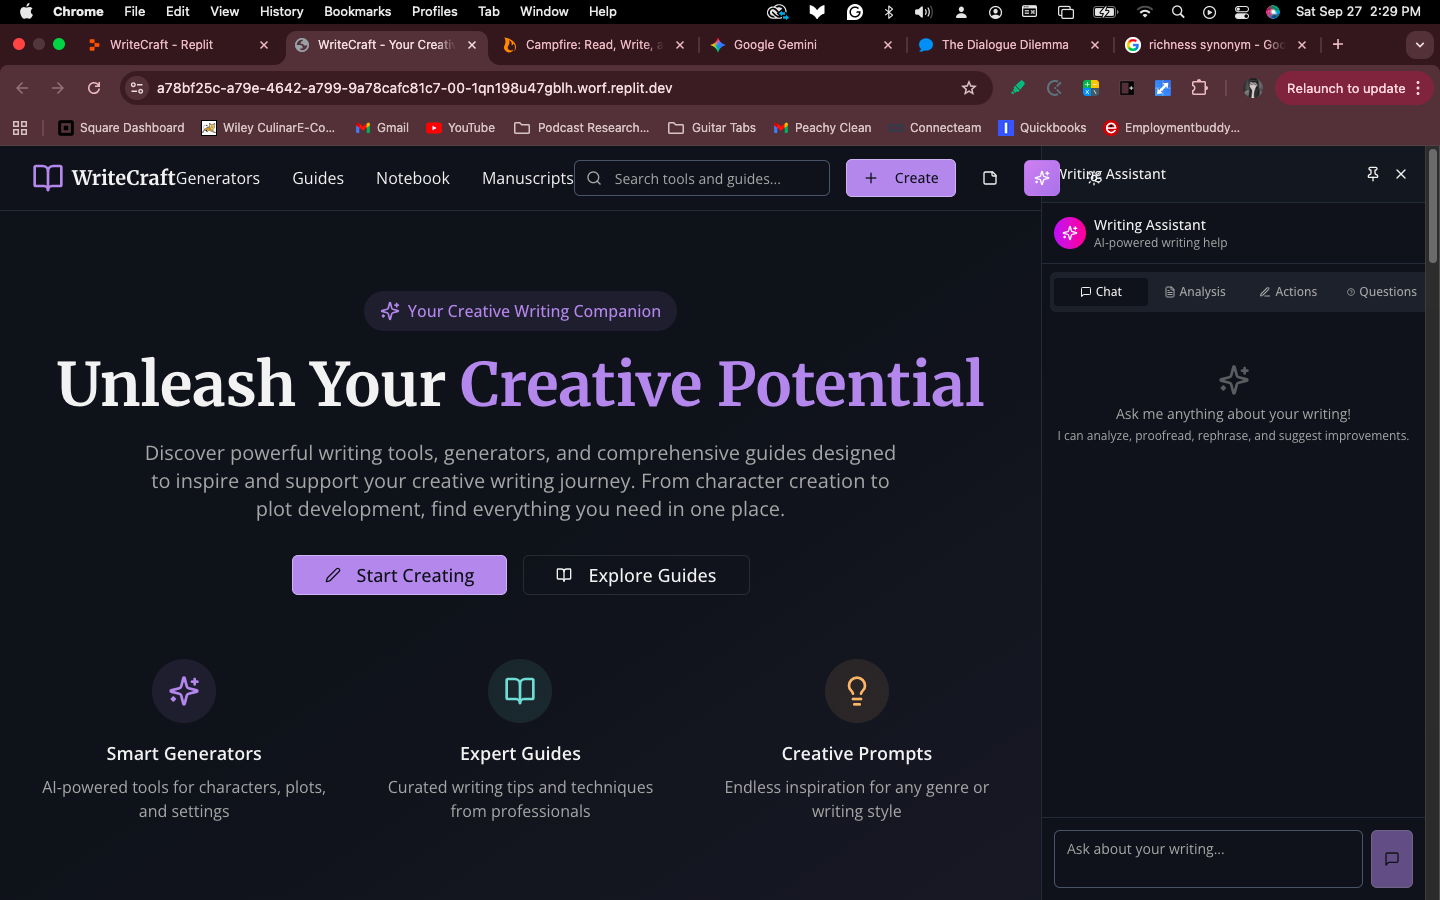 Chrome File Edit View History Bookmarks Profiles Tab Window Help Sat Sep 27 2:29 PM
WriteCraft - Replit
WriteCraft - Your Creativ
Campfire: Read, Write, a
Google Gemini
The Dialogue Dilemma
richness synonym - Goo
a78bf25c-a79e-4642-a799-9a78cafc81c7-00-1qn198u47gblh.worf.replit.dev
Relaunch to update
Square Dashboard
Wiley CulinarE-Co...
Gmail
YouTube
Podcast Research...
Guitar Tabs
Peachy Clean
Connecteam
Quickbooks
Employmentbuddy...
WriteCraft
Generators
Guides
Notebook
Manuscripts
Search tools and guides...
Create
Writing Assistant
Writing Assistant
AI-powered writing help
Chat
Analysis
Actions
Questions
Your Creative Writing Companion
Unleash Your Creative Potential
Discover powerful writing tools, generators, and comprehensive guides designed
to inspire and support your creative writing journey. From character creation to
plot development, find everything you need in one place.
Start Creating
Explore Guides
Smart Generators
AI-powered tools for characters, plots,
and settings
Expert Guides
Curated writing tips and techniques
from professionals
Creative Prompts
Endless inspiration for any genre or
writing style
Ask me anything about your writing!
I can analyze, proofread, rephrase, and suggest improvements.
Ask about your writing...